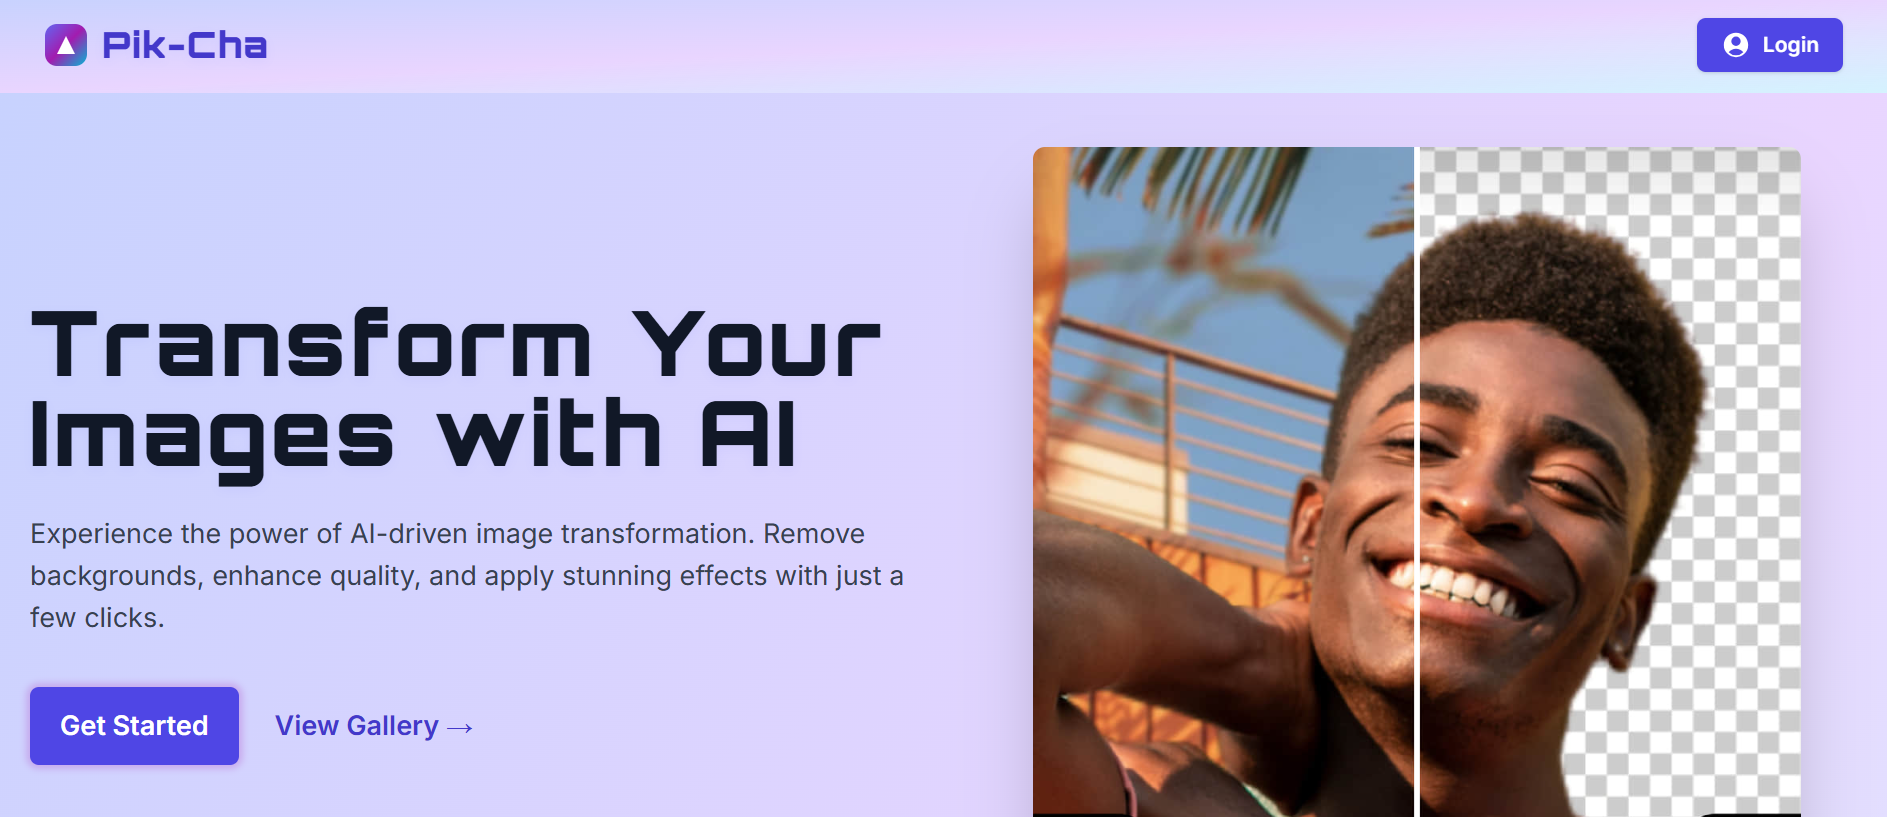 Pik-Cha
Login
Transform Your
Images with AI
Experience the power of AI-driven image transformation. Remove
backgrounds, enhance quality, and apply stunning effects with just a
few clicks.
Get Started
View Gallery →